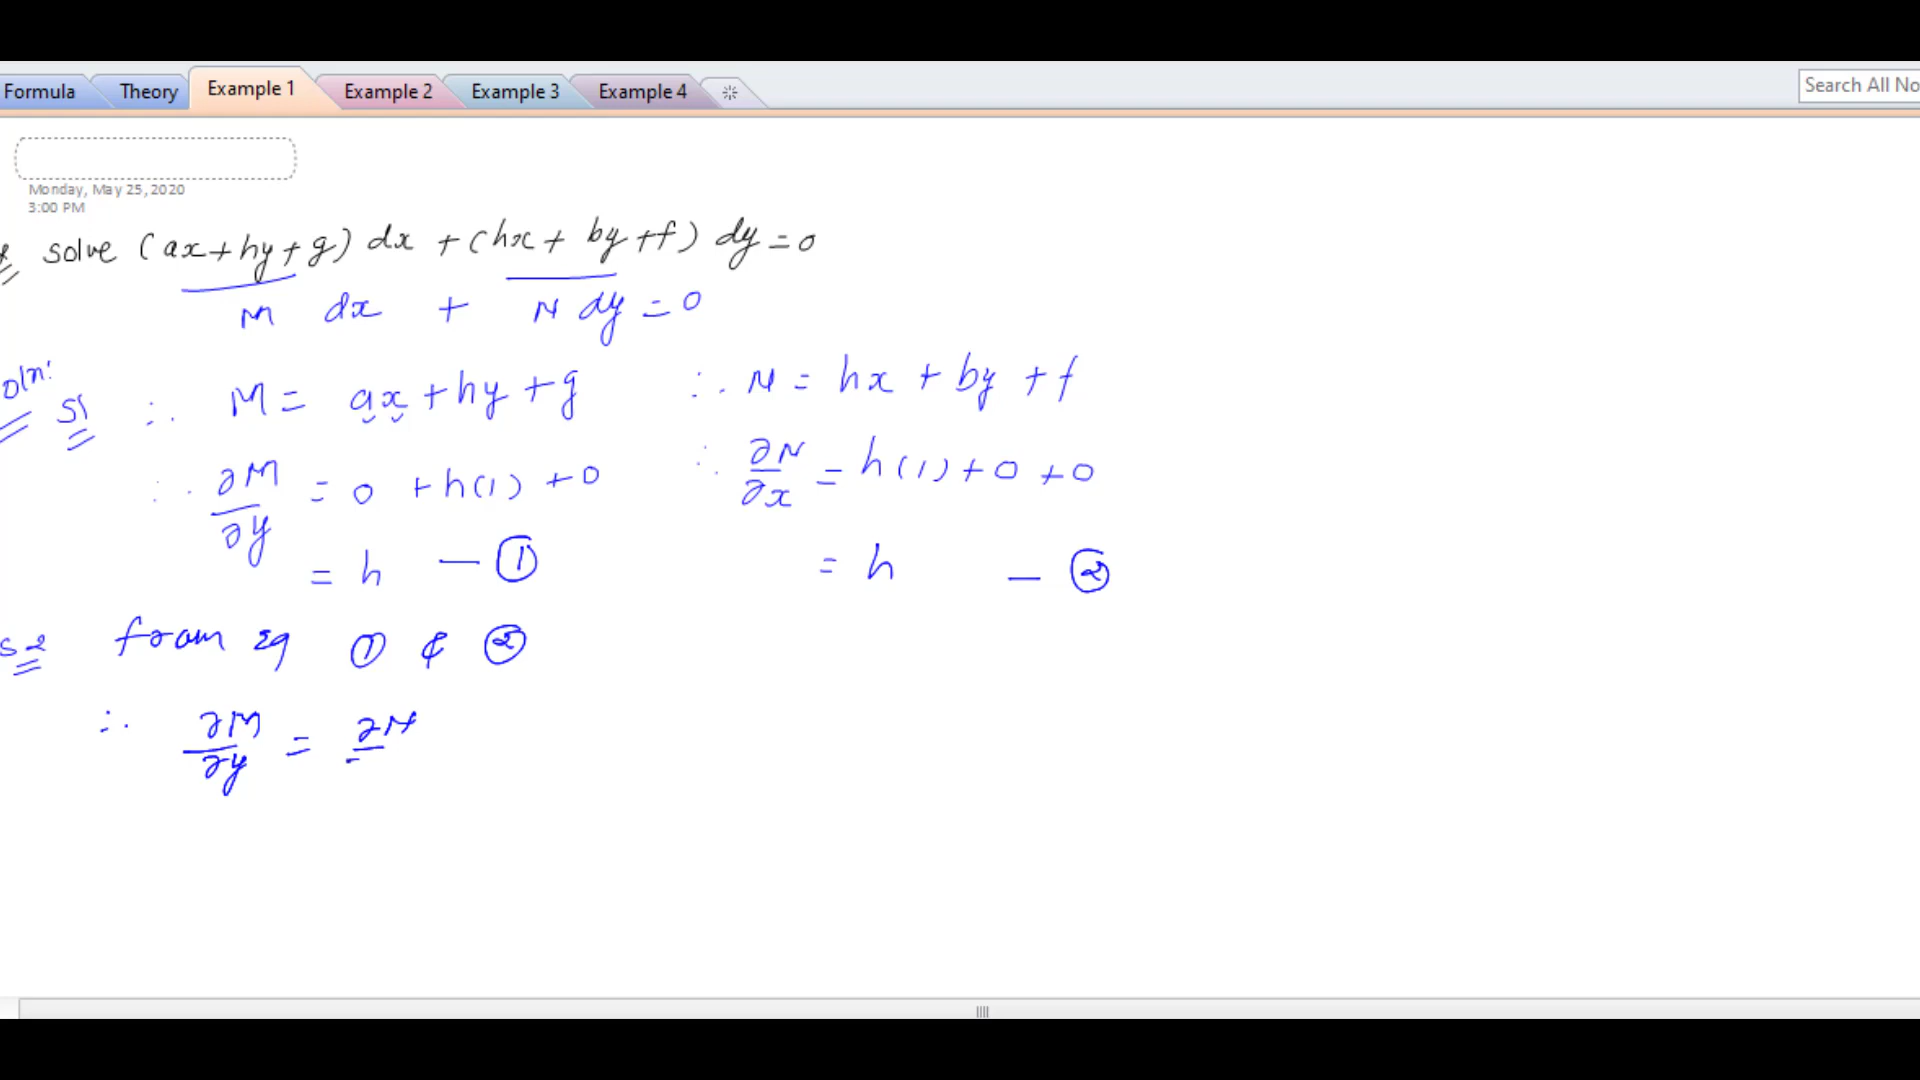 Formula Theory Example 1 Example 2 Example 3 Example 4 Search All No
Monday, May 25, 2020
3:00 PM
solve (ax+hy+g) dx + (hx + by +f) dy = 0
M dx + N dy = 0
oln:
S1 ∴ M = ax + hy + g ∴ N = hx + by + f
∴ ∂M/∂y = 0 + h(1) + 0 ∴ ∂N/∂x = h(1) + 0 + 0
= h — ① = h — ②
S2 from eq ① & ②
∴ ∂M/∂y = ∂N